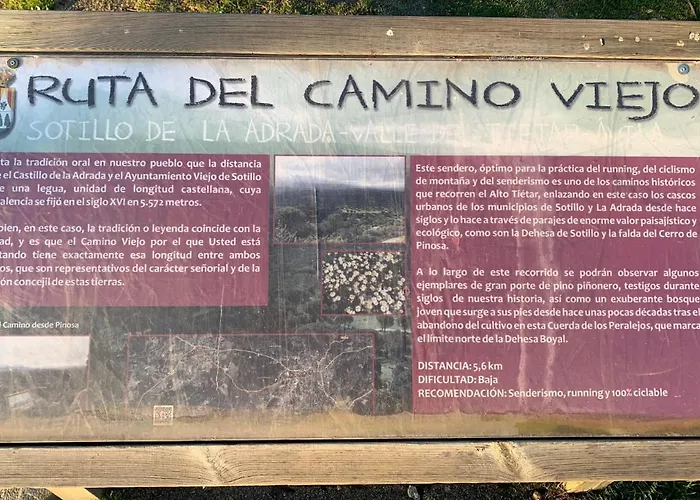 RUTA DEL CAMINO VIEJO
SOTILLO DE LA ADRADA-VALLE DEL TIÉTAR-ÁVILA
ta la tradición oral en nuestro pueblo que la distancia
e el Castillo de la Adrada y el Ayuntamiento Viejo de Sotillo
e una legua, unidad de longitud castellana, cuya
alencia se fijó en el siglo XVI en 5.572 metros.
bien, en este caso, la tradición o leyenda coincide con la
ad, y es que el Camino Viejo por el que Usted está
tando tiene exactamente esa longitud entre ambos
os, que son representativos del carácter señorial y de la
ón concejil de estas tierras.
l Camino desde Pinosa
Este sendero, óptimo para la práctica del running, del ciclismo
de montaña y del senderismo es uno de los caminos históricos
que recorren el Alto Tiétar, enlazando en este caso los cascos
urbanos de los municipios de Sotillo y La Adrada desde hace
siglos y lo hace a través de parajes de enorme valor paisajístico y
ecológico, como son la Dehesa de Sotillo y la falda del Cerro de
Pinosa.
A lo largo de este recorrido se podrán observar algunos
ejemplares de gran porte de pino piñonero, testigos durante
siglos de nuestra historia, así como un exuberante bosque
joven que surge a sus pies desde hace unas pocas décadas tras el
abandono del cultivo en esta Cuerda de los Peralejos, que marca
el límite norte de la Dehesa Boyal.
DISTANCIA: 5,6 km
DIFICULTAD: Baja
RECOMENDACIÓN: Senderismo, running y 100% ciclable